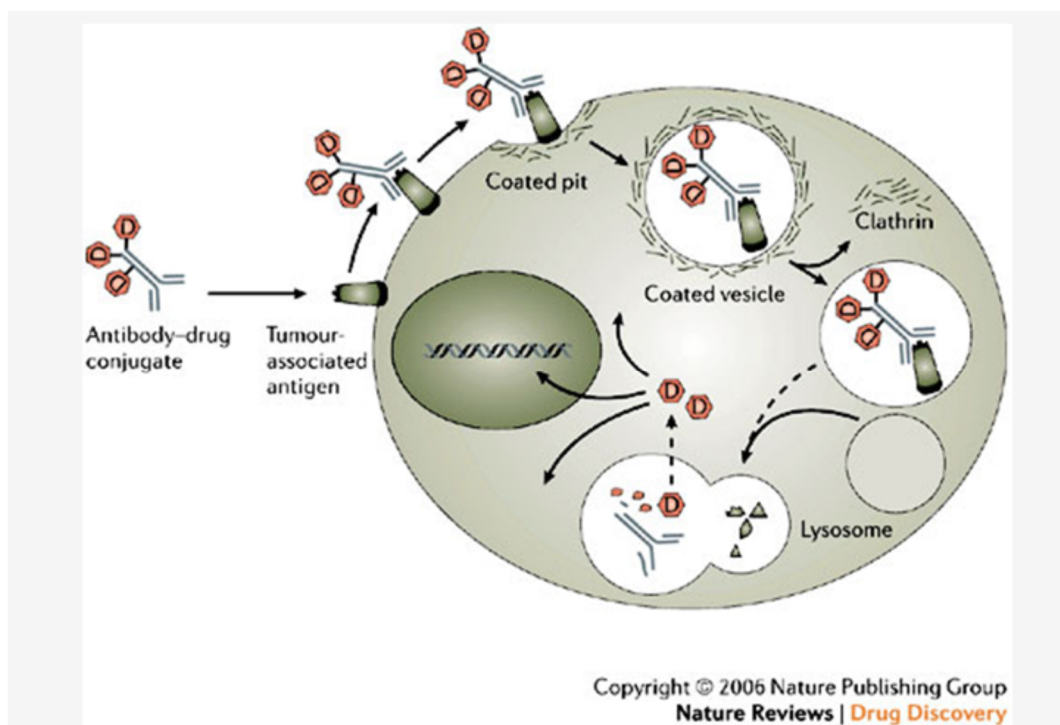 D
D
D
D
D
D
D
D
D
Coated pit
D
D
D
Clathrin
D
Coated vesicle
D
D
D
D
D
Antibody–drug
conjugate
Tumour-
associated
antigen
D
D
D
D
Lysosome
Copyright © 2006 Nature Publishing Group
Nature Reviews | Drug Discovery